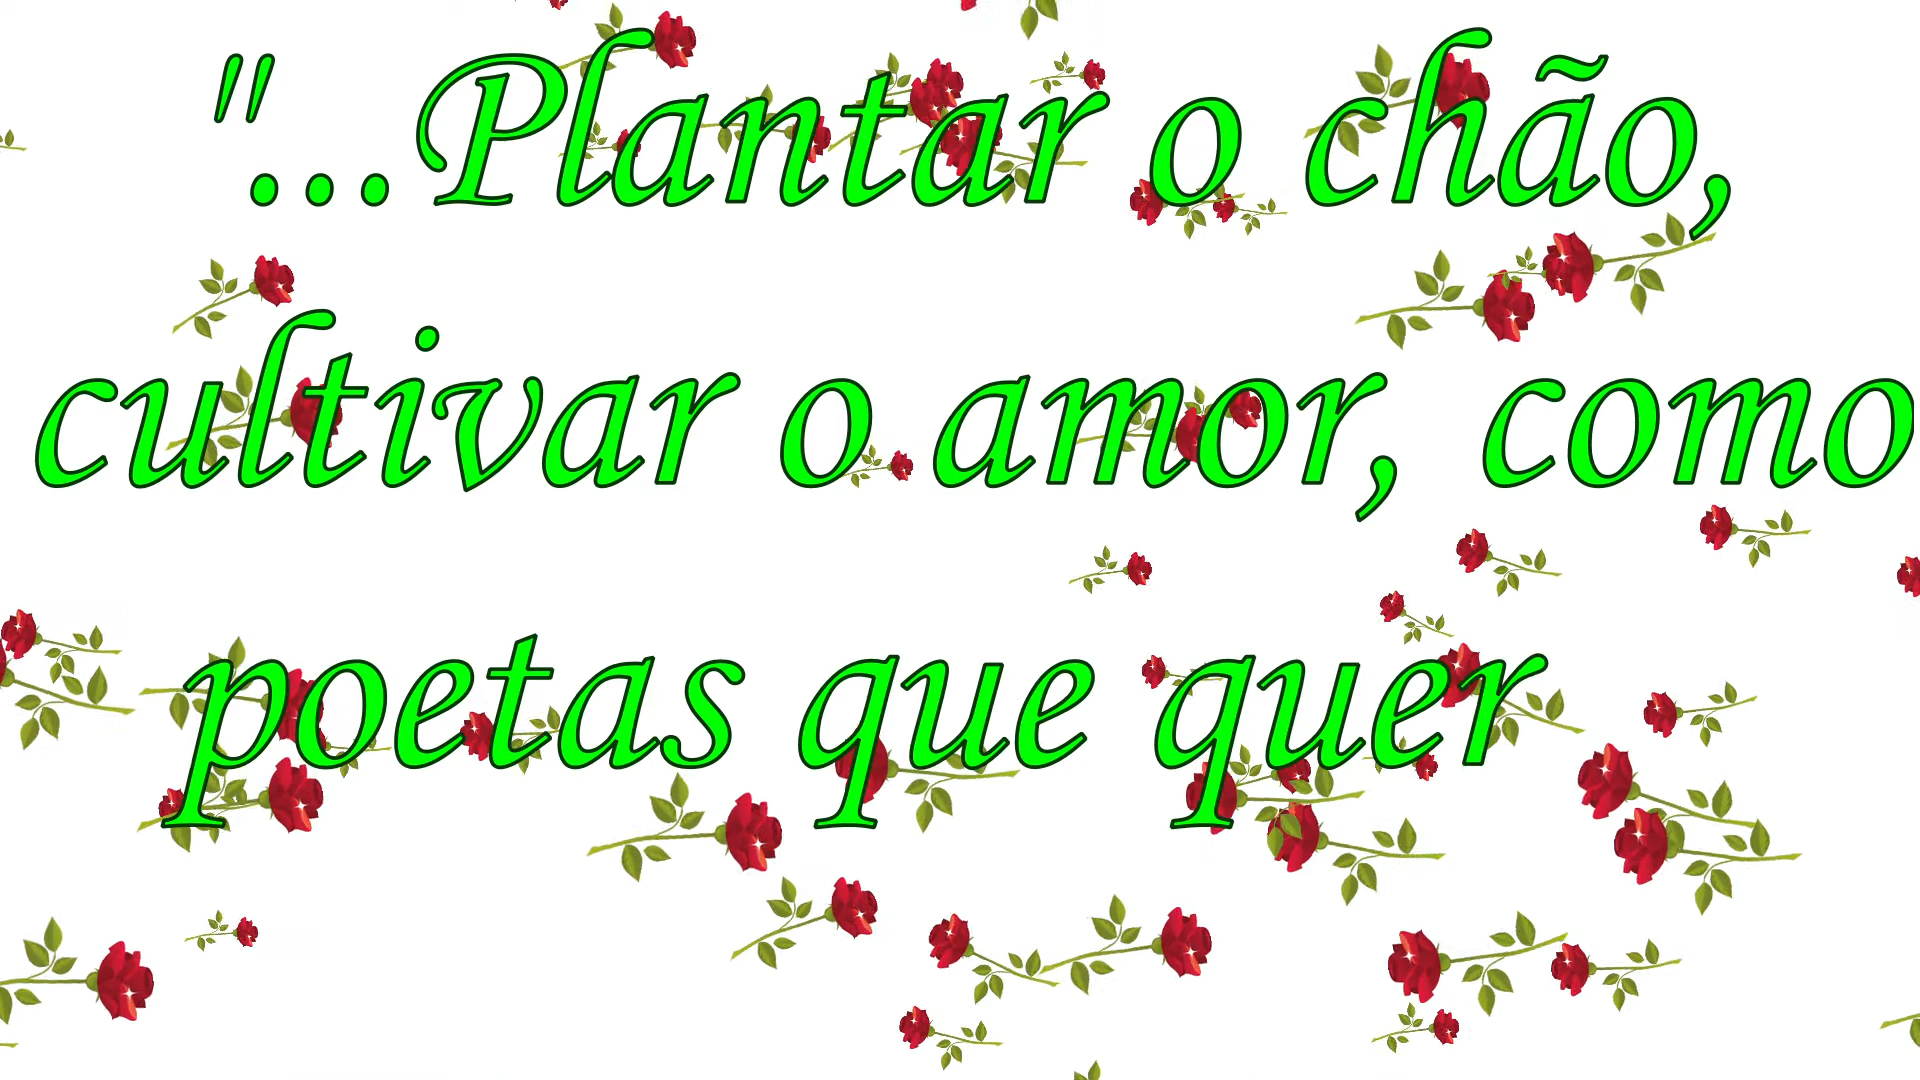 "...Plantar o chão,
cultivar o amor, como
poetas que quer